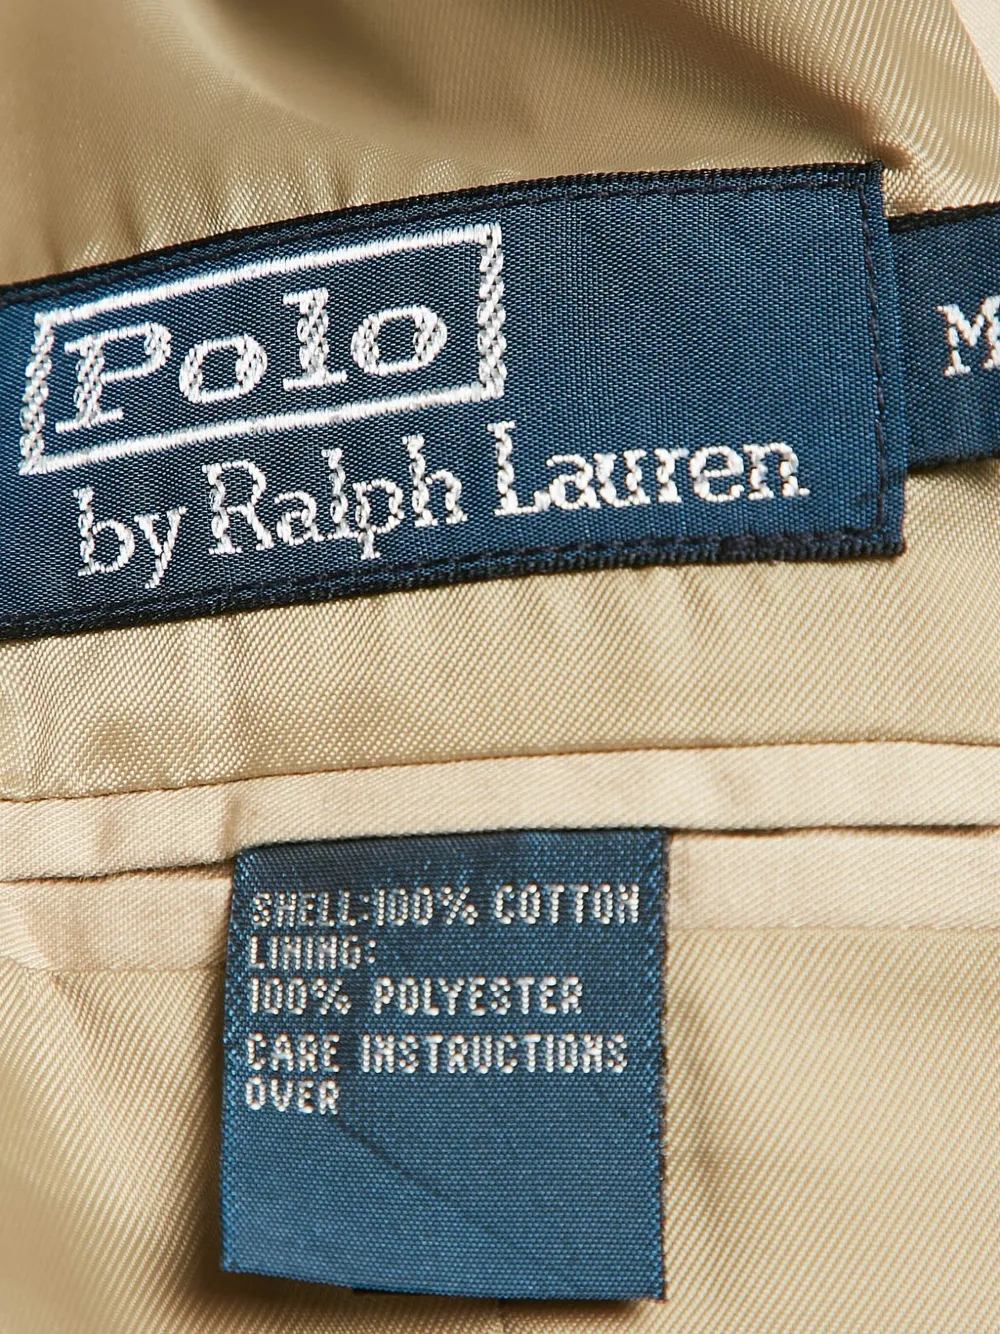 Polo
by Ralph Lauren
M
SHELL:100% COTTON
LINING:
100% POLYESTER
CARE INSTRUCTIONS
OVER